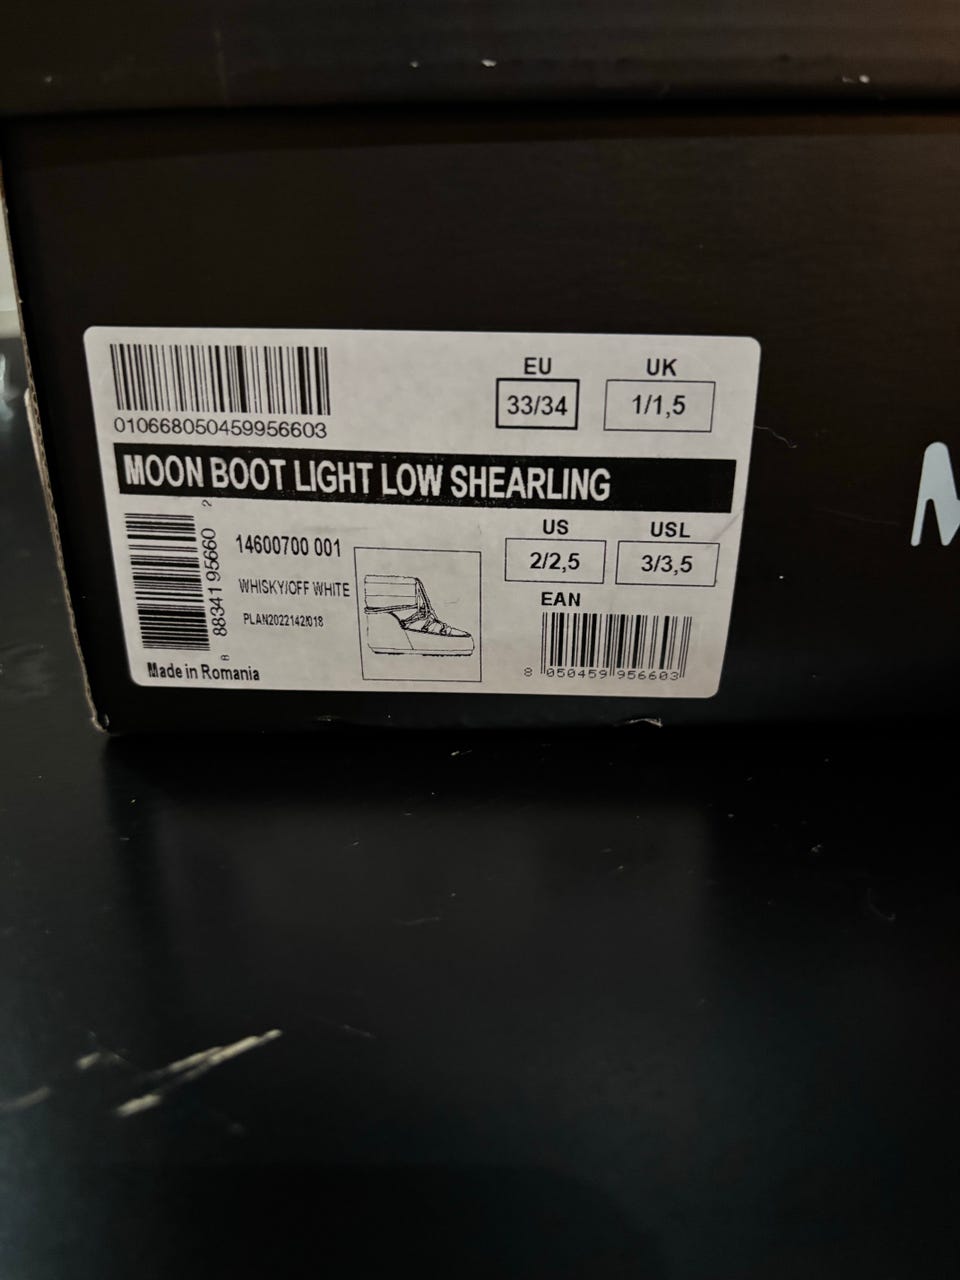 EU UK
33/34 1/1,5
010668050459956603
MOON BOOT LIGHT LOW SHEARLING
8 88341 95660 2
14600700 001
WHISKY/OFF WHITE
PLAN2022142/018
Made in Romania
US USL
2/2,5 3/3,5
EAN
8 050459 956603
M